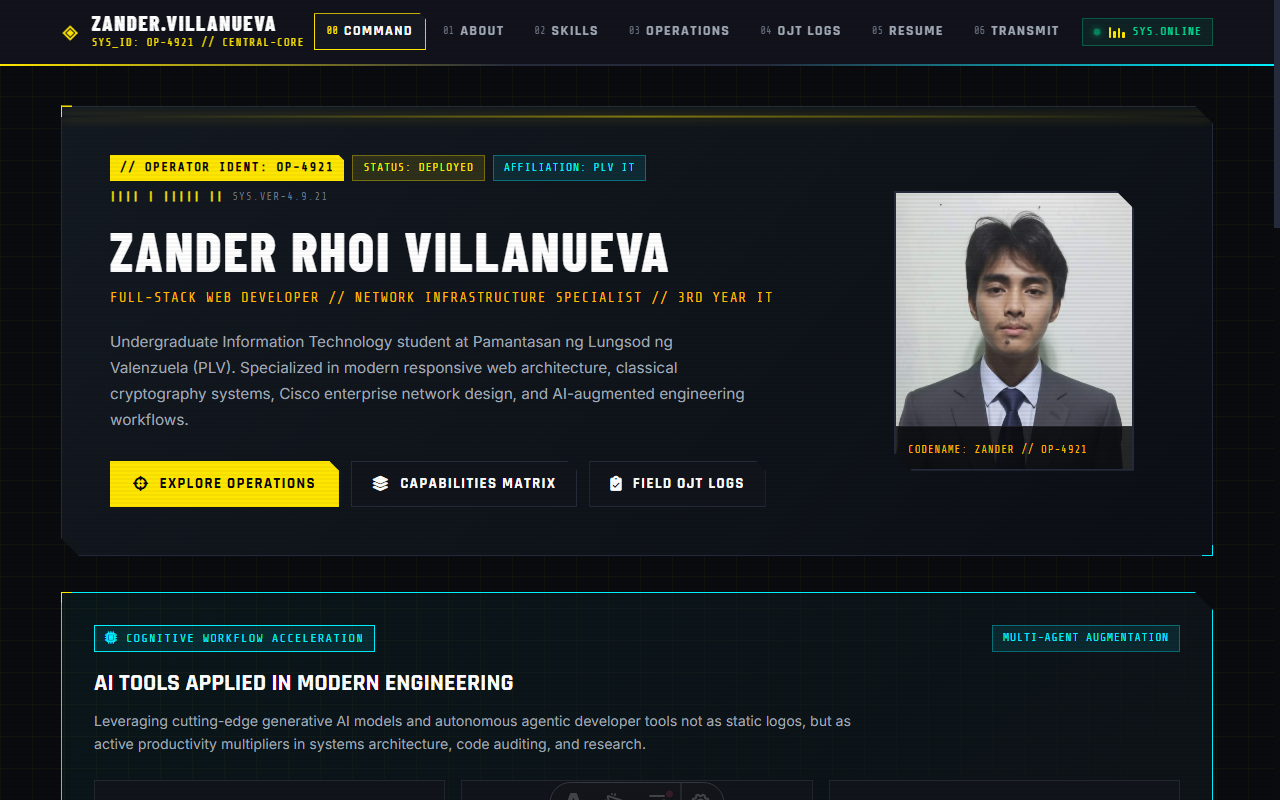 ZANDER.VILLANUEVA
SYS_ID: OP-4921 // CENTRAL-CORE
00 COMMAND
01 ABOUT
02 SKILLS
03 OPERATIONS
04 OJT LOGS
05 RESUME
06 TRANSMIT
SYS.ONLINE
// OPERATOR IDENT: OP-4921
STATUS: DEPLOYED
AFFILIATION: PLV IT
SYS.VER-4.9.21
ZANDER RHOI VILLANUEVA
FULL-STACK WEB DEVELOPER // NETWORK INFRASTRUCTURE SPECIALIST // 3RD YEAR IT
Undergraduate Information Technology student at Pamantasan ng Lungsod ng
Valenzuela (PLV). Specialized in modern responsive web architecture, classical
cryptography systems, Cisco enterprise network design, and AI-augmented engineering
workflows.
EXPLORE OPERATIONS
CAPABILITIES MATRIX
FIELD OJT LOGS
CODENAME: ZANDER // OP-4921
COGNITIVE WORKFLOW ACCELERATION
MULTI-AGENT AUGMENTATION
AI TOOLS APPLIED IN MODERN ENGINEERING
Leveraging cutting-edge generative AI models and autonomous agentic developer tools not as static logos, but as
active productivity multipliers in systems architecture, code auditing, and research.